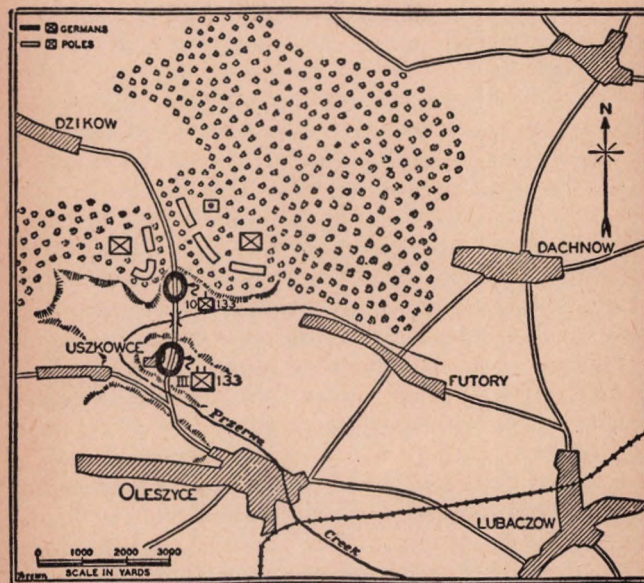 GERMANS
POLES
DZIKOW
N
DACHNOW
10 133
USZKOWCE
III 133
FUTORY
Przerwa
OLESZYCE
LUBACZOW
Creek
0 1000 2000 3000
SCALE IN YARDS